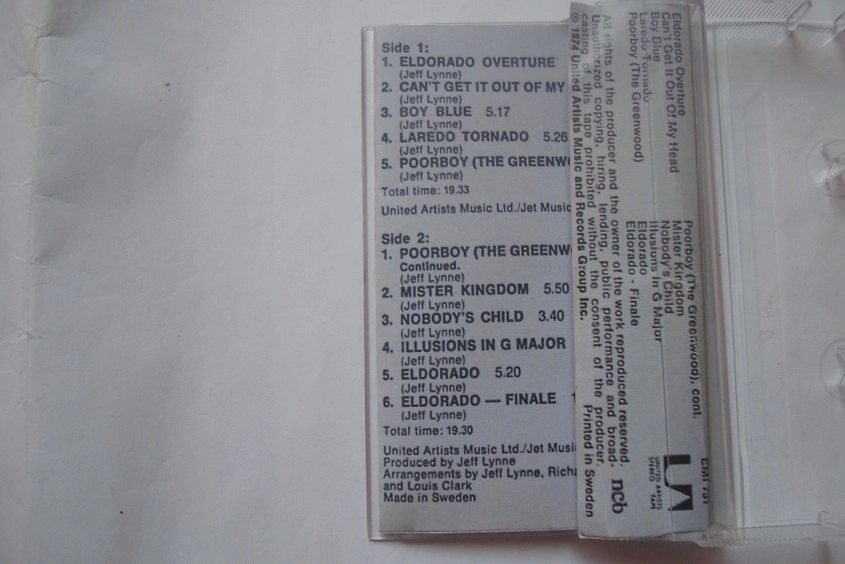 Side 1:
1. ELDORADO OVERTURE
(Jeff Lynne)
2. CAN'T GET IT OUT OF MY
(Jeff Lynne)
3. BOY BLUE 5.17
(Jeff Lynne)
4. LAREDO TORNADO 5.26
(Jeff Lynne)
5. POORBOY (THE GREENW
(Jeff Lynne)
Total time: 19.33
United Artists Music Ltd./Jet Music
Side 2:
1. POORBOY (THE GREENW
Continued.
(Jeff Lynne)
2. MISTER KINGDOM 5.50
(Jeff Lynne)
3. NOBODY'S CHILD 3.40
(Jeff Lynne)
4. ILLUSIONS IN G MAJOR
(Jeff Lynne)
5. ELDORADO 5.20
(Jeff Lynne)
6. ELDORADO — FINALE 1
(Jeff Lynne)
Total time: 19.30
United Artists Music Ltd./Jet Musi
Produced by Jeff Lynne
Arrangements by Jeff Lynne, Richa
and Louis Clark
Made in Sweden
Eldorado Overture
Can't Get It Out Of My Head
Boy Blue
Laredo Tornado
Poorboy (The Greenwood)
Poorboy (The Greenwood), cont.
Mister Kingdom
Nobody's Child
Illusions In G Major
Eldorado
Eldorado - Finale
All rights of the producer and the owner of the work reproduced reserved.
Unauthorized copying, hiring, lending, public performance and broad-
casting of this tape prohibited without the consent of the producer.
℗ 1974 United Artists Music and Records Group Inc. Printed in Sweden
ncb
EMI 731
UA
UNITED ARTISTS
STEREO TAPE